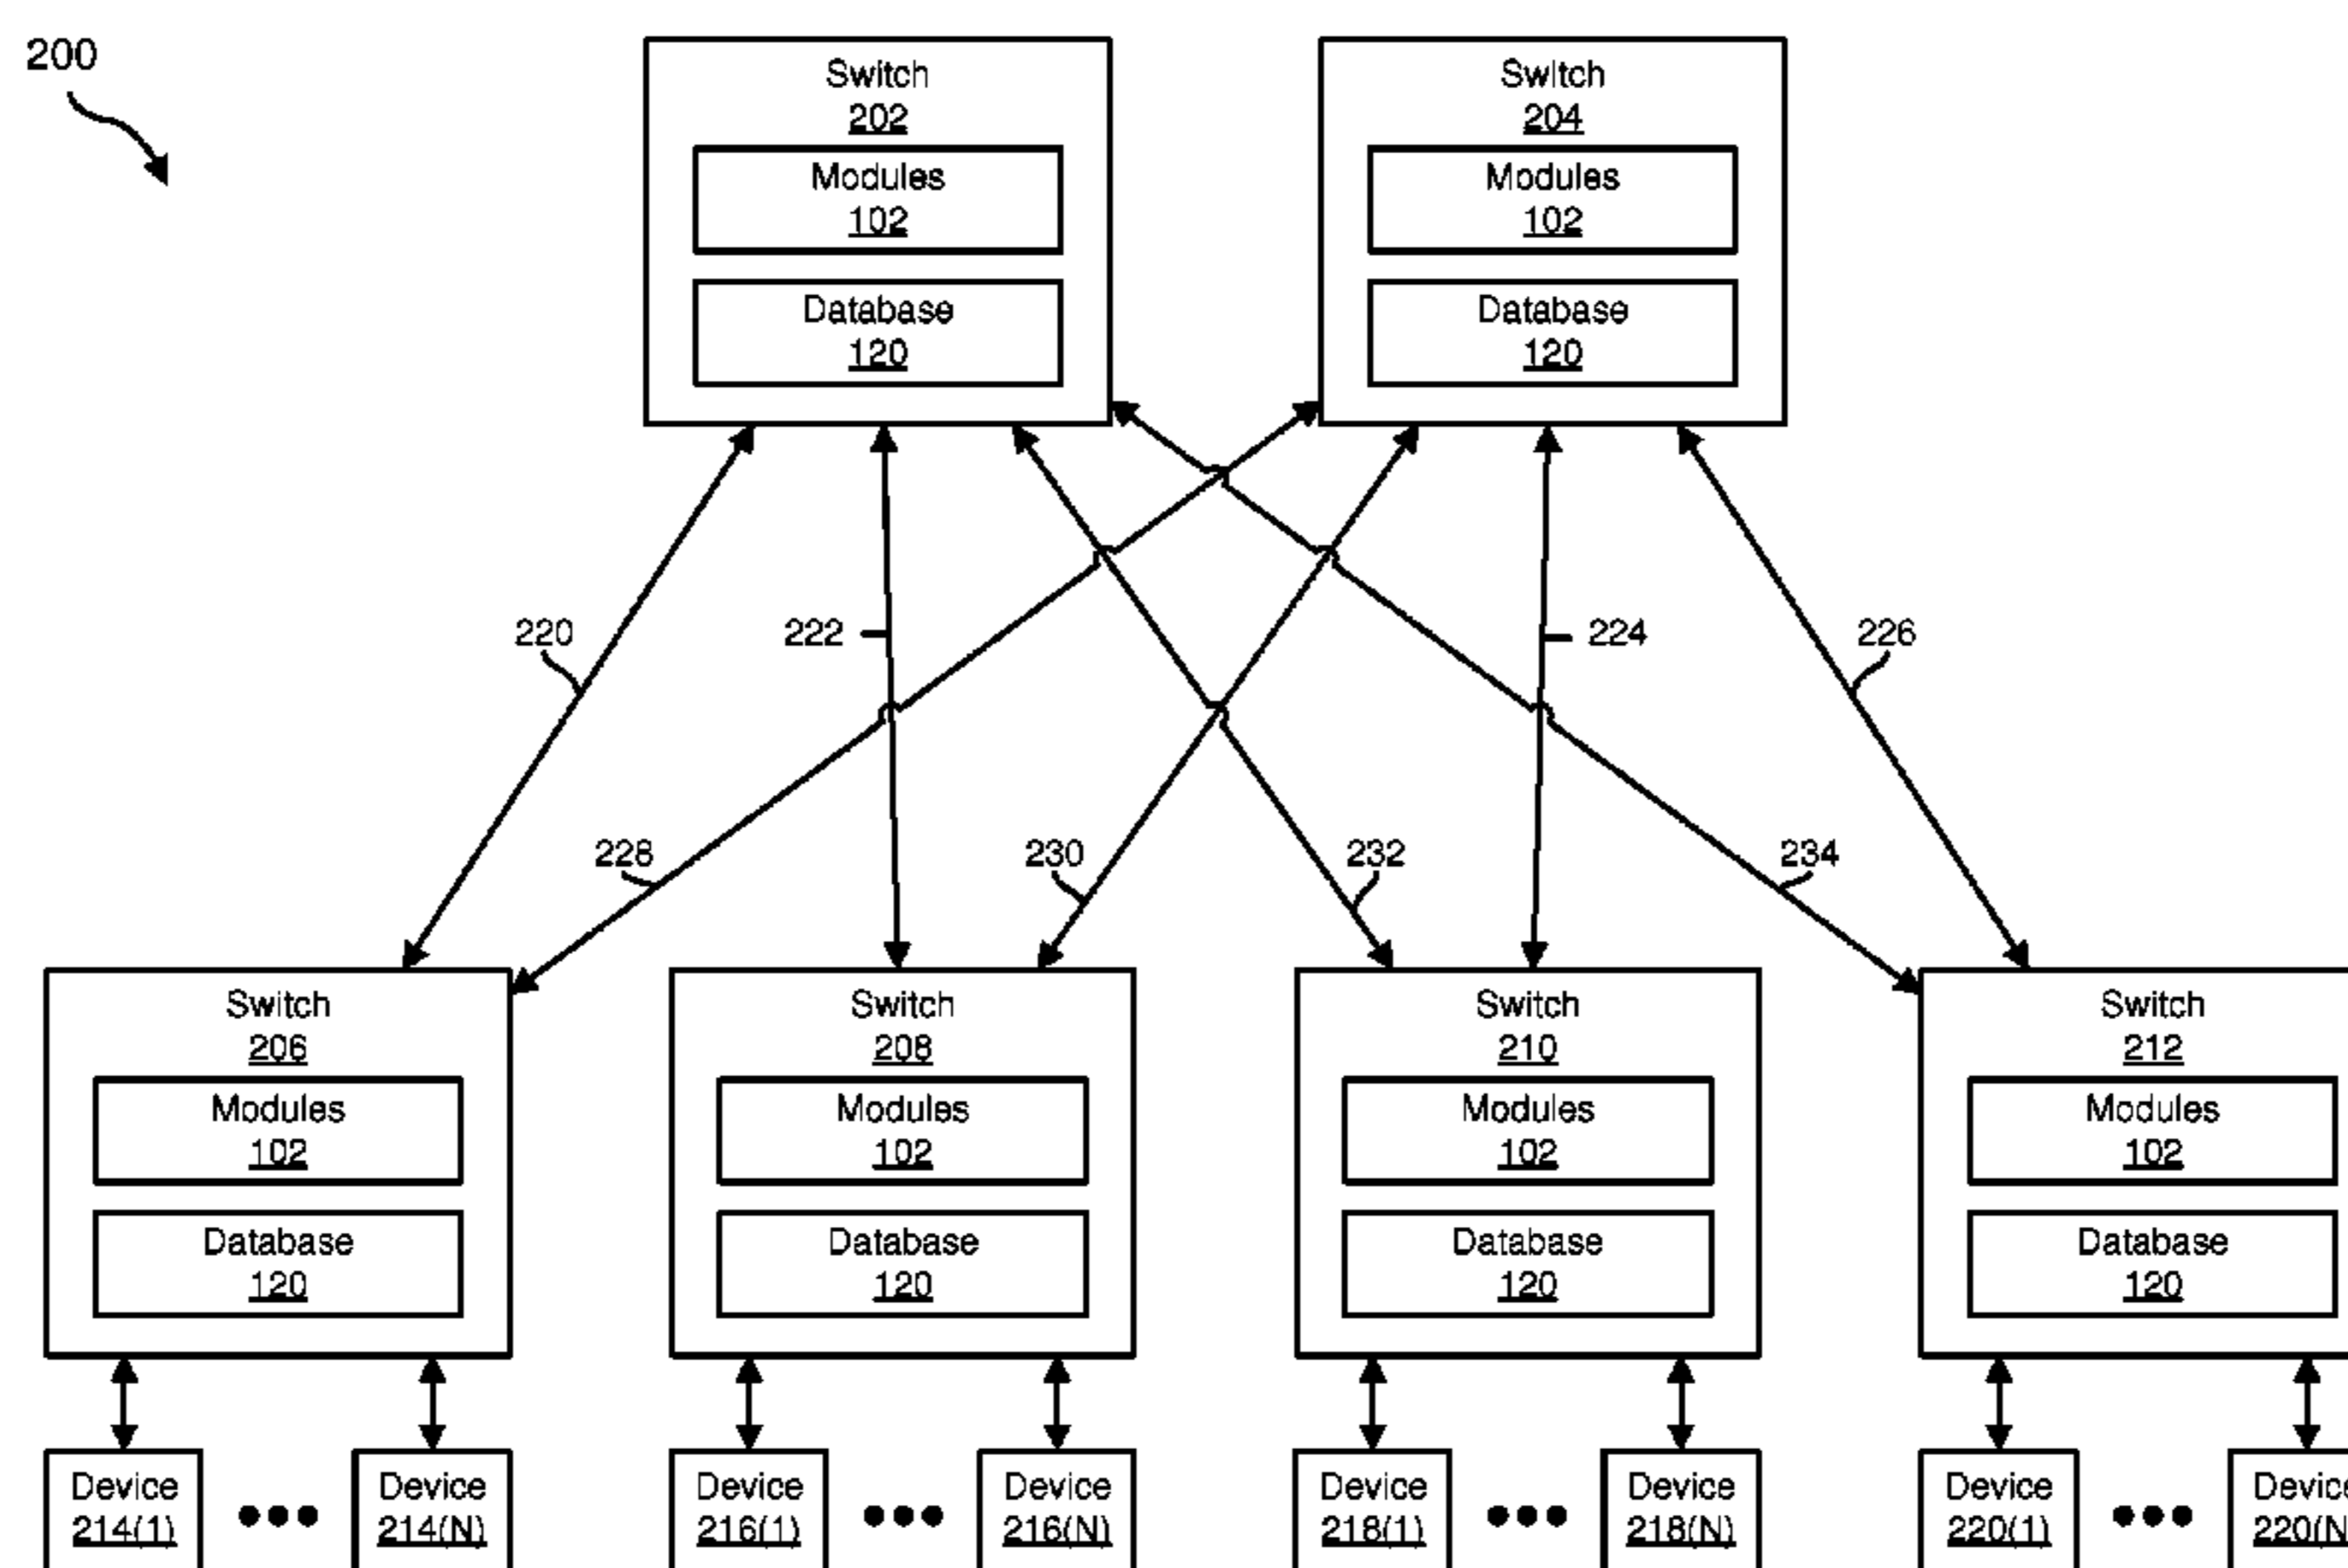 200
Switch
202
Modules
102
Database
120
Switch
204
Modules
102
Database
120
220
222
224
226
228
230
232
234
Switch
206
Modules
102
Database
120
Switch
208
Modules
102
Database
120
Switch
210
Modules
102
Database
120
Switch
212
Modules
102
Database
120
Device
214(1)
Device
214(N)
Device
216(1)
Device
216(N)
Device
218(1)
Device
218(N)
Device
220(1)
Devic
220(N